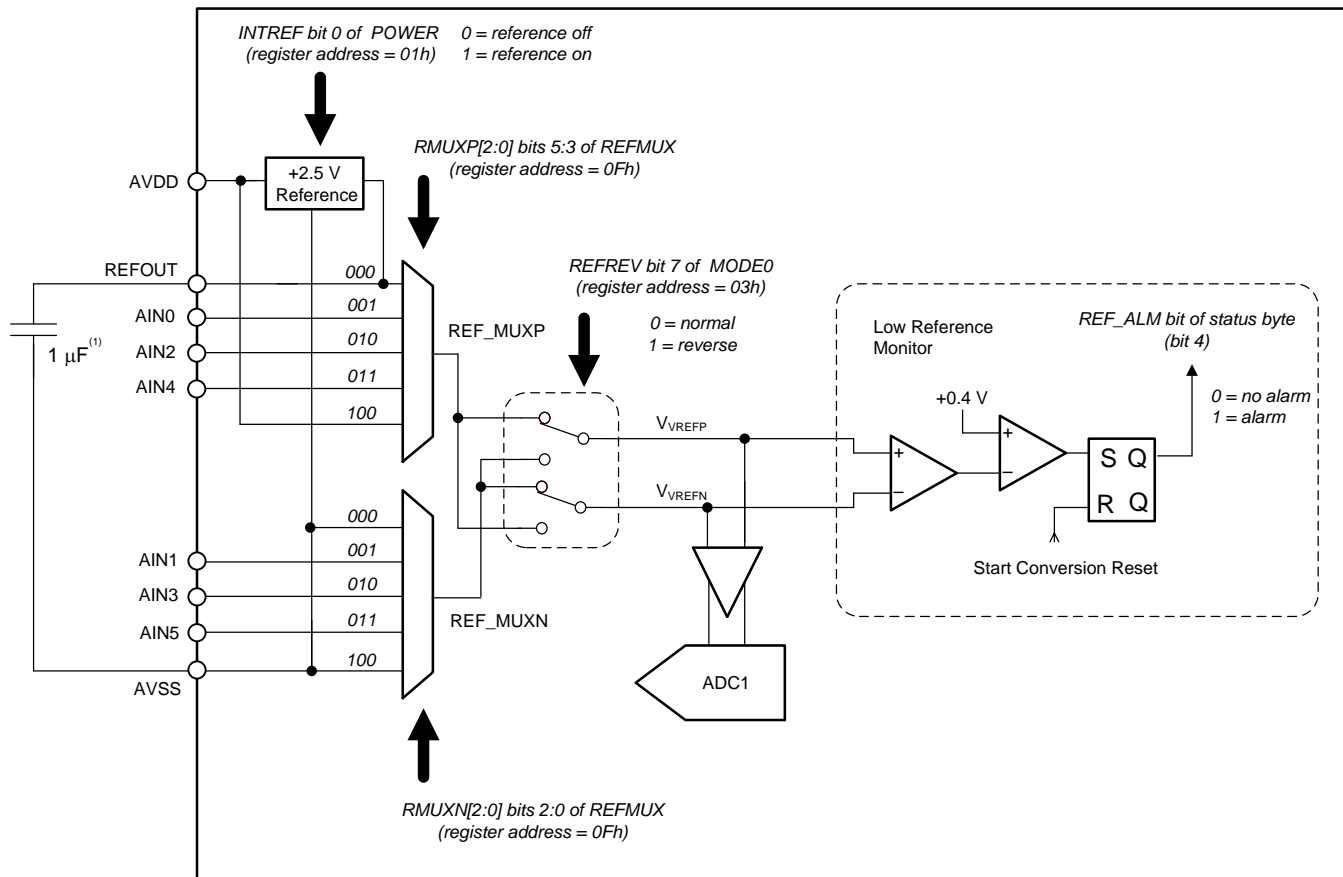 INTREF bit 0 of POWER 0 = reference off
(register address = 01h) 1 = reference on
RMUXP[2:0] bits 5:3 of REFMUX
(register address = 0Fh)
AVDD
+2.5 V
Reference
REFOUT
000
AIN0
001
AIN2
010
AIN4
011
100
1 μF(1)
REF_MUXP
REFREV bit 7 of MODE0
(register address = 03h)
0 = normal
1 = reverse
VVREFP
VVREFN
Low Reference
Monitor
+0.4 V
+
−
+
−
S Q
R Q
REF_ALM bit of status byte
(bit 4)
0 = no alarm
1 = alarm
Start Conversion Reset
000
AIN1
001
AIN3
010
AIN5
011
AVSS
100
REF_MUXN
ADC1
RMUXN[2:0] bits 2:0 of REFMUX
(register address = 0Fh)